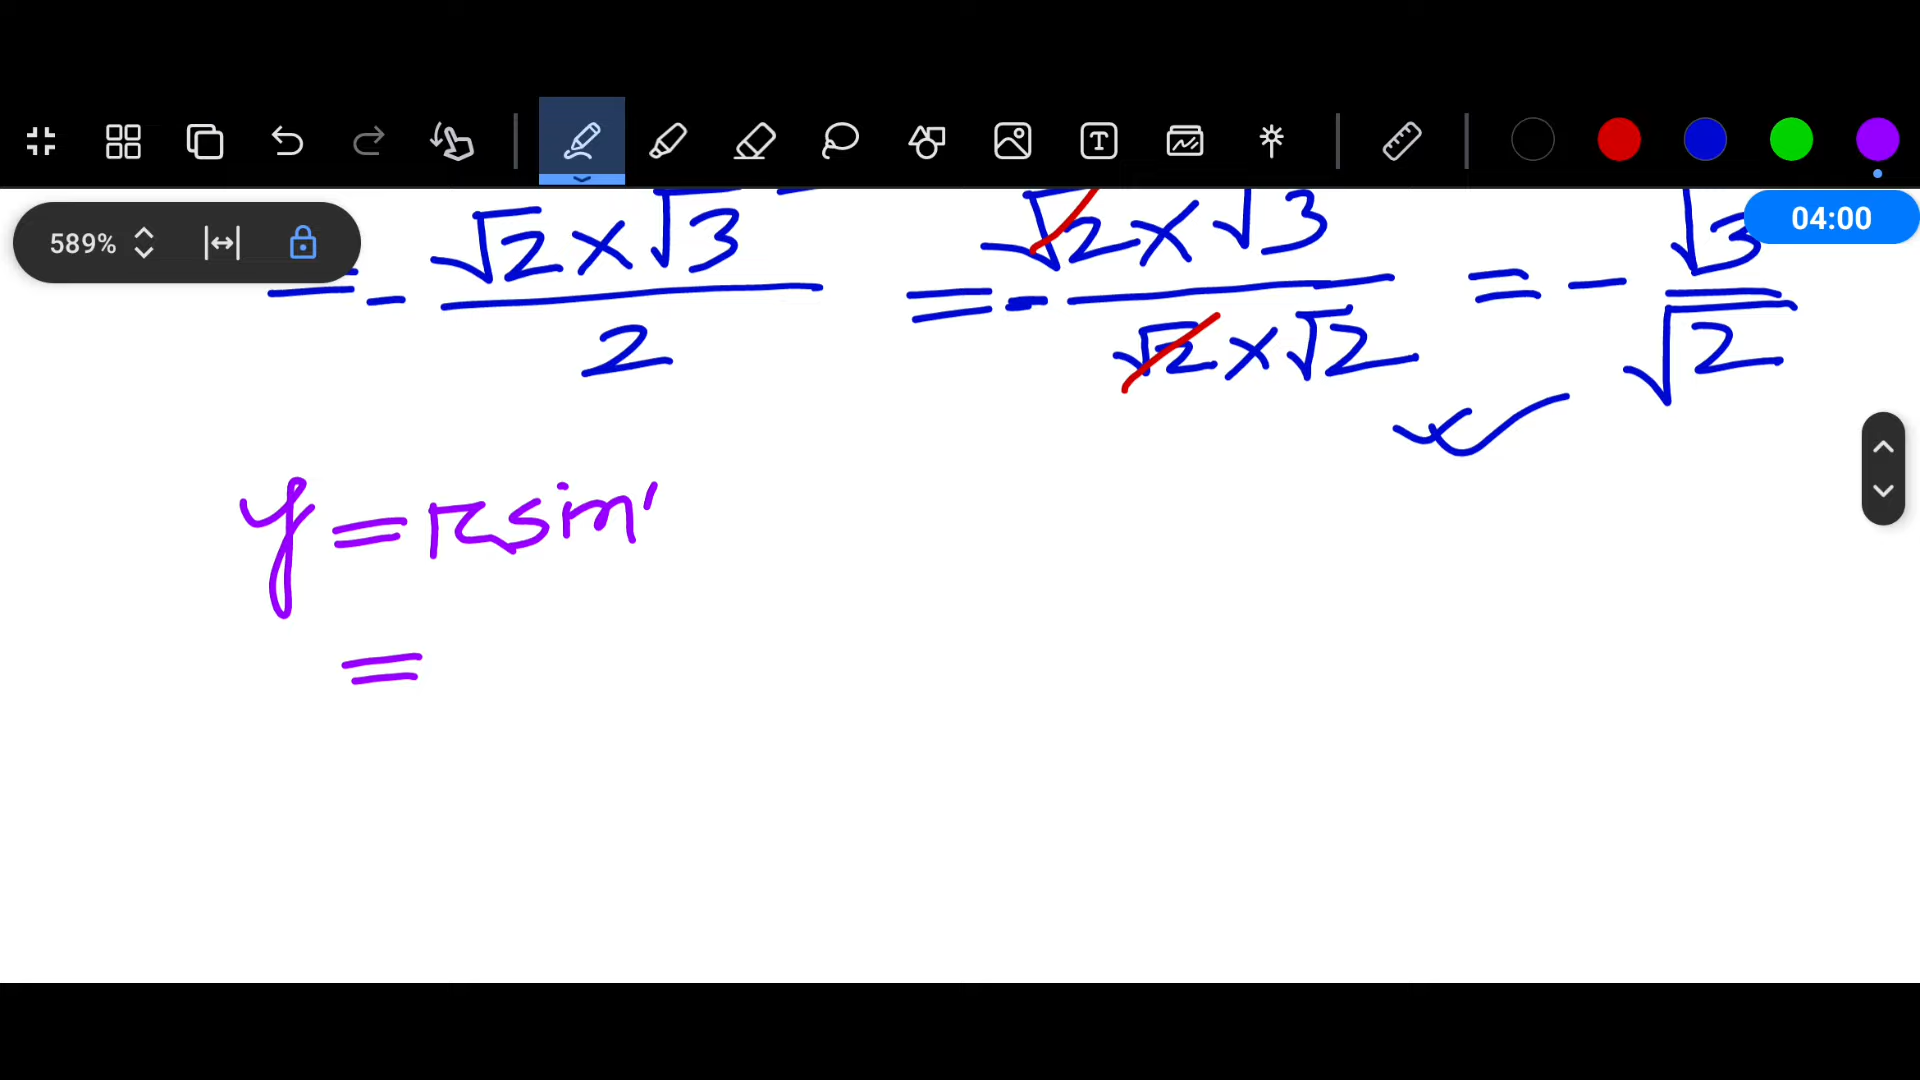 589%
04:00
= - √2 x √3 / 2 = - √2 x √3 / √2 x √2 = - √3 / √2
y = r sin'
=